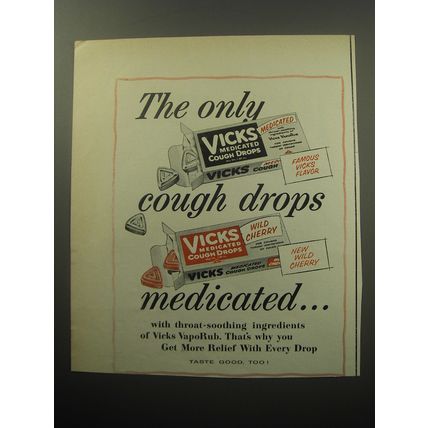 The only
VICKS
MEDICATED
COUGH DROPS
MEDICATED
VICKS
COUGH
FAMOUS
VICKS
FLAVOR
cough drops
VICKS
MEDICATED
COUGH DROPS
WILD
CHERRY
VICKS
MEDICATED
COUGH DROPS
NEW
WILD
CHERRY
medicated...
with throat-soothing ingredients
of Vicks VapoRub. That's why you
Get More Relief With Every Drop
TASTE GOOD, TOO!